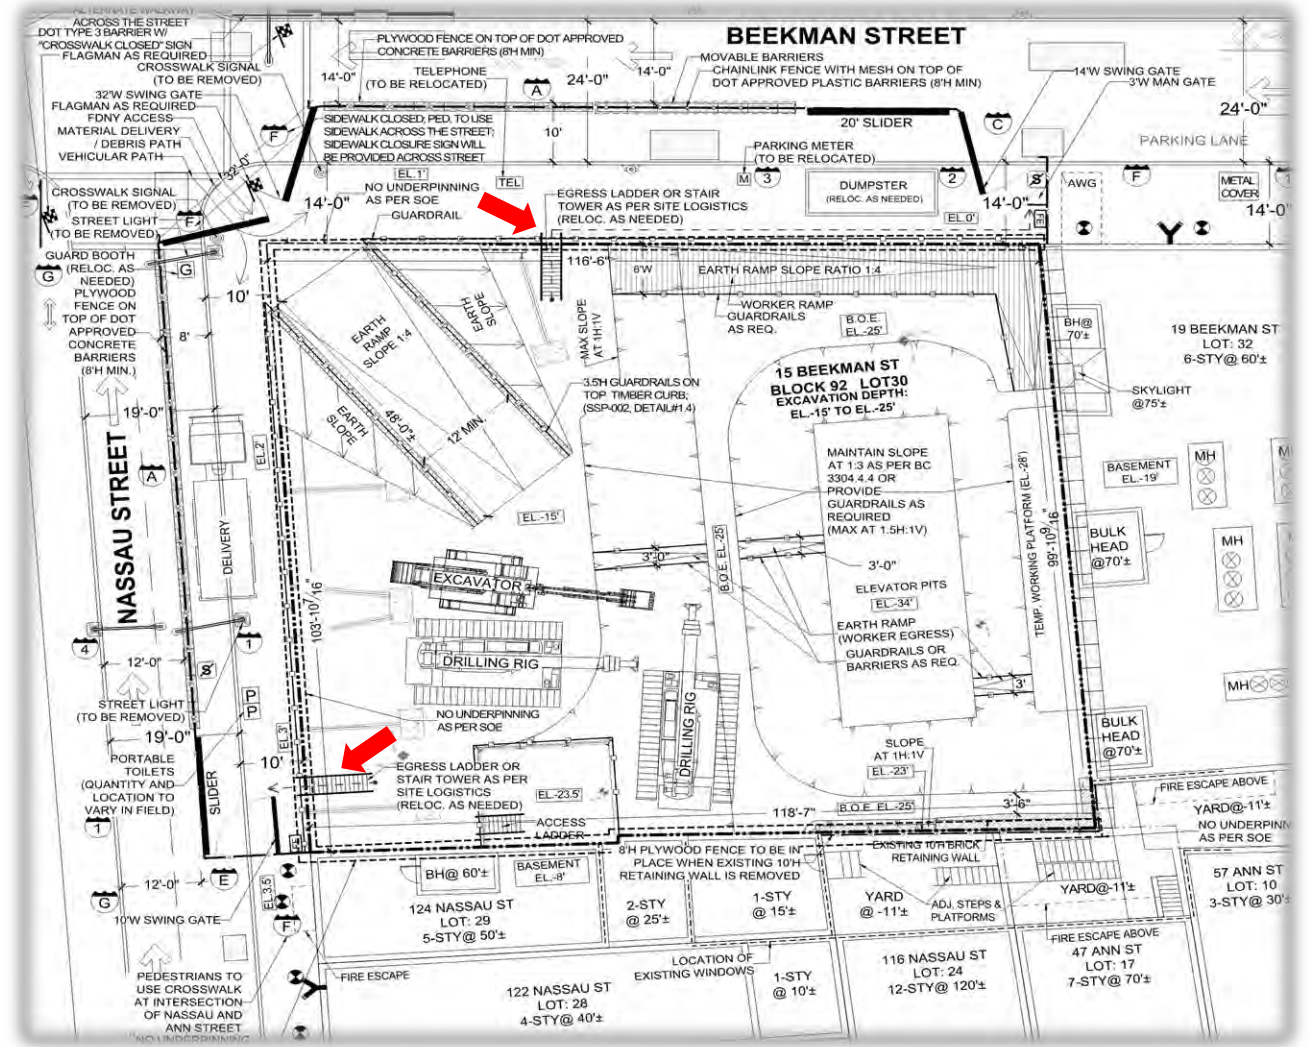 ALTERNATE WALKWAY
ACROSS THE STREET
DOT TYPE 3 BARRIER W/
"CROSSWALK CLOSED" SIGN
FLAGMAN AS REQUIRED
CROSSWALK SIGNAL
(TO BE REMOVED)
32'W SWING GATE
FLAGMAN AS REQUIRED
FDNY ACCESS
MATERIAL DELIVERY
/ DEBRIS PATH
VEHICULAR PATH
CROSSWALK SIGNAL
(TO BE REMOVED)
STREET LIGHT
(TO BE REMOVED)
GUARD BOOTH
(RELOC. AS
NEEDED)
PLYWOOD
FENCE ON
TOP OF DOT
APPROVED
CONCRETE
BARRIERS
(8'H MIN.)
BEEKMAN STREET
PLYWOOD FENCE ON TOP OF DOT APPROVED
CONCRETE BARRIERS (8'H MIN)
14'-0"
TELEPHONE
(TO BE RELOCATED)
24'-0"
14'-0"
MOVABLE BARRIERS
CHAINLINK FENCE WITH MESH ON TOP OF
DOT APPROVED PLASTIC BARRIERS (8'H MIN)
14'W SWING GATE
3'W MAN GATE
24'-0"
PARKING LANE
A
F
C
F
F
G
SIDEWALK CLOSED; PED. TO USE
SIDEWALK ACROSS THE STREET;
SIDEWALK CLOSURE SIGN WILL
BE PROVIDED ACROSS STREET
10'
20' SLIDER
PARKING METER
(TO BE RELOCATED)
32'-0"
EL.1'
TEL
M
3
2
1
DUMPSTER
(RELOC. AS NEEDED)
EL.0'
AWG
METAL
COVER
14'-0"
14'-0"
14'-0"
FE
NO UNDERPINNING
AS PER SOE
GUARDRAIL
EGRESS LADDER OR STAIR
TOWER AS PER SITE LOGISTICS
(RELOC. AS NEEDED)
G
10'
8'
116'-6"
6'W
EARTH RAMP SLOPE RATIO 1:4
WORKER RAMP
GUARDRAILS
AS REQ.
MAX SLOPE
AT 1H:1V
EARTH
SLOPE
EARTH
RAMP
SLOPE 1:4
EARTH
SLOPE
48'-0"±
12' MIN.
B.O.E.
EL.-25'
15 BEEKMAN ST
BLOCK 92 LOT30
EXCAVATION DEPTH:
EL.-15' TO EL.-25'
BH@
70'±
SKYLIGHT
@75'±
19 BEEKMAN ST
LOT: 32
6-STY@ 60'±
3.5'H GUARDRAILS ON
TOP TIMBER CURB;
(SSP-002, DETAIL#1.4)
MAINTAIN SLOPE
AT 1:3 AS PER BC
3304.4.4 OR
PROVIDE
GUARDRAILS AS
REQUIRED
(MAX AT 1.5H:1V)
BASEMENT
EL.-19'
MH
MH
BULK
HEAD
@70'±
NASSAU STREET
19'-0"
A
EL.2'
DELIVERY
EL.-15'
EXCAVATOR
DRILLING RIG
DRILLING RIG
3'-0"
3'-0"
B.O.E. EL.-25'
ELEVATOR PITS
EL.-34'
EARTH RAMP
(WORKER EGRESS)
GUARDRAILS OR
BARRIERS AS REQ.
TEMP. WORKING PLATFORM (EL.-28')
99'-10 9/16"
103'-10 7/16"
3'
MH
4
1
12'-0"
P
P
STREET LIGHT
(TO BE REMOVED)
19'-0"
PORTABLE
TOILETS
(QUANTITY AND
LOCATION TO
VARY IN FIELD)
SLIDER
10'
EL.3'
NO UNDERPINNING
AS PER SOE
EGRESS LADDER OR
STAIR TOWER AS PER
SITE LOGISTICS
(RELOC. AS NEEDED)
EL-23.5'
ACCESS
LADDER
SLOPE
AT 1H:1V
EL.-23'
B.O.E. EL.-25'
118'-7"
3'-6"
BULK
HEAD
@70'±
FIRE ESCAPE ABOVE
YARD@-11'±
NO UNDERPINN
AS PER SOE
1
G
E
12'-0"
10'W SWING GATE
FE
EL3.5'
F
BH@ 60'±
BASEMENT
EL.-8'
8'H PLYWOOD FENCE TO BE IN
PLACE WHEN EXISTING 10'H
RETAINING WALL IS REMOVED
EXISTING 10'H BRICK
RETAINING WALL
124 NASSAU ST
LOT: 29
5-STY@ 50'±
2-STY
@ 25'±
1-STY
@ 15'±
YARD
@ -11'±
ADJ. STEPS &
PLATFORMS
YARD@-11'±
57 ANN ST
LOT: 10
3-STY@ 30'±
PEDESTRIANS TO
USE CROSSWALK
AT INTERSECTION
OF NASSAU AND
ANN STREET
NO UNDERPINNING
FIRE ESCAPE
122 NASSAU ST
LOT: 28
4-STY@ 40'±
LOCATION OF
EXISTING WINDOWS
1-STY
@ 10'±
116 NASSAU ST
LOT: 24
12-STY@ 120'±
FIRE ESCAPE ABOVE
47 ANN ST
LOT: 17
7-STY@ 70'±